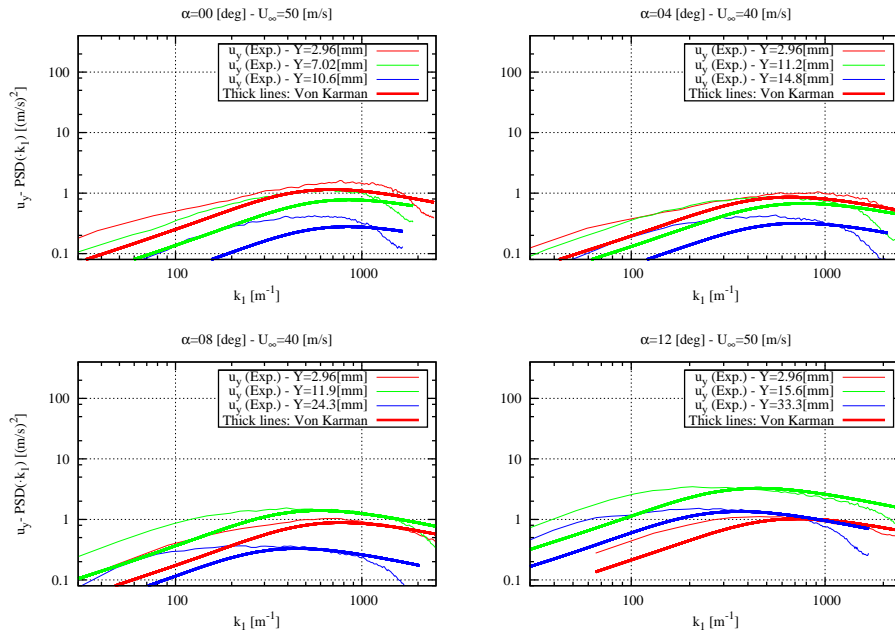 α=00 [deg] - U∞=50 [m/s]
u_y (Exp.) - Y=2.96[mm]
u_y (Exp.) - Y=7.02[mm]
u_y (Exp.) - Y=10.6[mm]
Thick lines: Von Karman
100
10
1
0.1
u_y- PSD(·k_1) [(m/s)^2]
100
1000
k_1 [m^-1]
α=04 [deg] - U∞=40 [m/s]
u_y (Exp.) - Y=2.96[mm]
u_y (Exp.) - Y=11.2[mm]
u_y (Exp.) - Y=14.8[mm]
Thick lines: Von Karman
100
10
1
0.1
100
1000
k_1 [m^-1]
α=08 [deg] - U∞=40 [m/s]
u_y (Exp.) - Y=2.96[mm]
u_y (Exp.) - Y=11.9[mm]
u_y (Exp.) - Y=24.3[mm]
Thick lines: Von Karman
100
10
1
0.1
u_y- PSD(·k_1) [(m/s)^2]
100
1000
k_1 [m^-1]
α=12 [deg] - U∞=50 [m/s]
u_y (Exp.) - Y=2.96[mm]
u_y (Exp.) - Y=15.6[mm]
u_y (Exp.) - Y=33.3[mm]
Thick lines: Von Karman
100
10
1
0.1
100
1000
k_1 [m^-1]